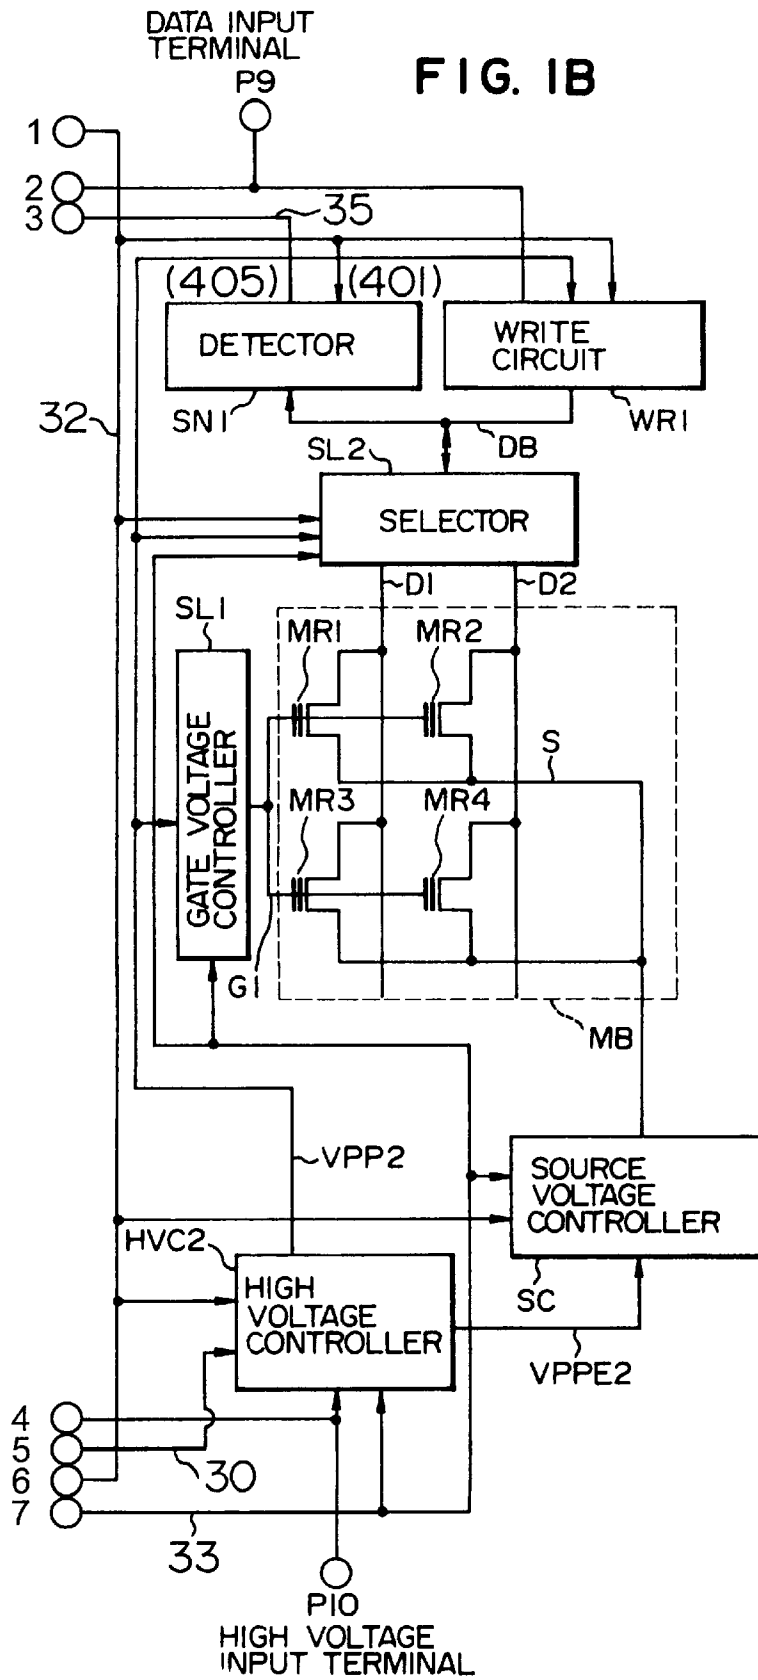 DATA INPUT
TERMINAL
P9
FIG. 1B
1
2
3
35
(405)
(401)
DETECTOR
WRITE
CIRCUIT
32
SN1
DB
WR1
SL2
SELECTOR
D1
D2
SL1
MR1
MR2
GATE VOLTAGE
CONTROLLER
S
MR3
MR4
G1
MB
VPP2
SOURCE
VOLTAGE
CONTROLLER
HVC2
HIGH
VOLTAGE
CONTROLLER
SC
VPPE2
4
5
30
6
7
33
P10
HIGH VOLTAGE
INPUT TERMINAL